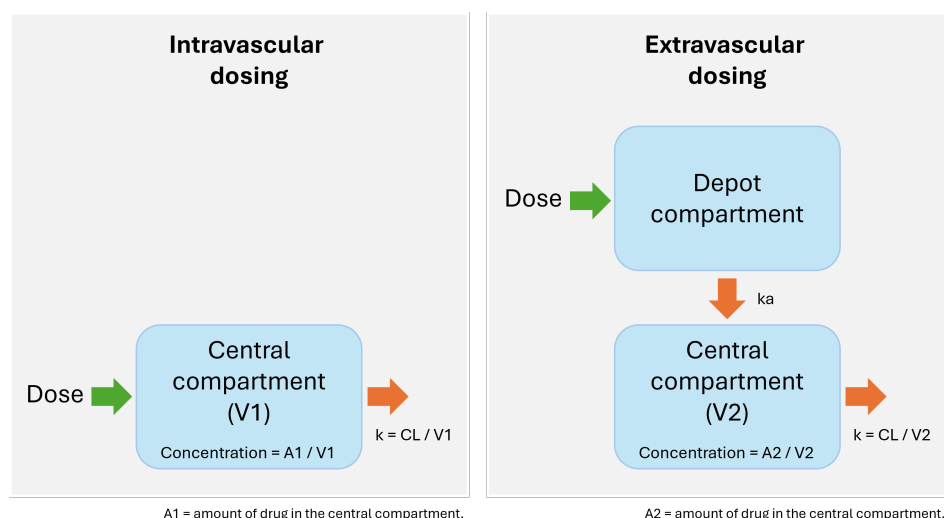 Intravascular
dosing
Dose
Central
compartment
(V1)
Concentration = A1 / V1
k = CL / V1
A1 = amount of drug in the central compartment.
Extravascular
dosing
Dose
Depot
compartment
ka
Central
compartment
(V2)
Concentration = A2 / V2
k = CL / V2
A2 = amount of drug in the central compartment.